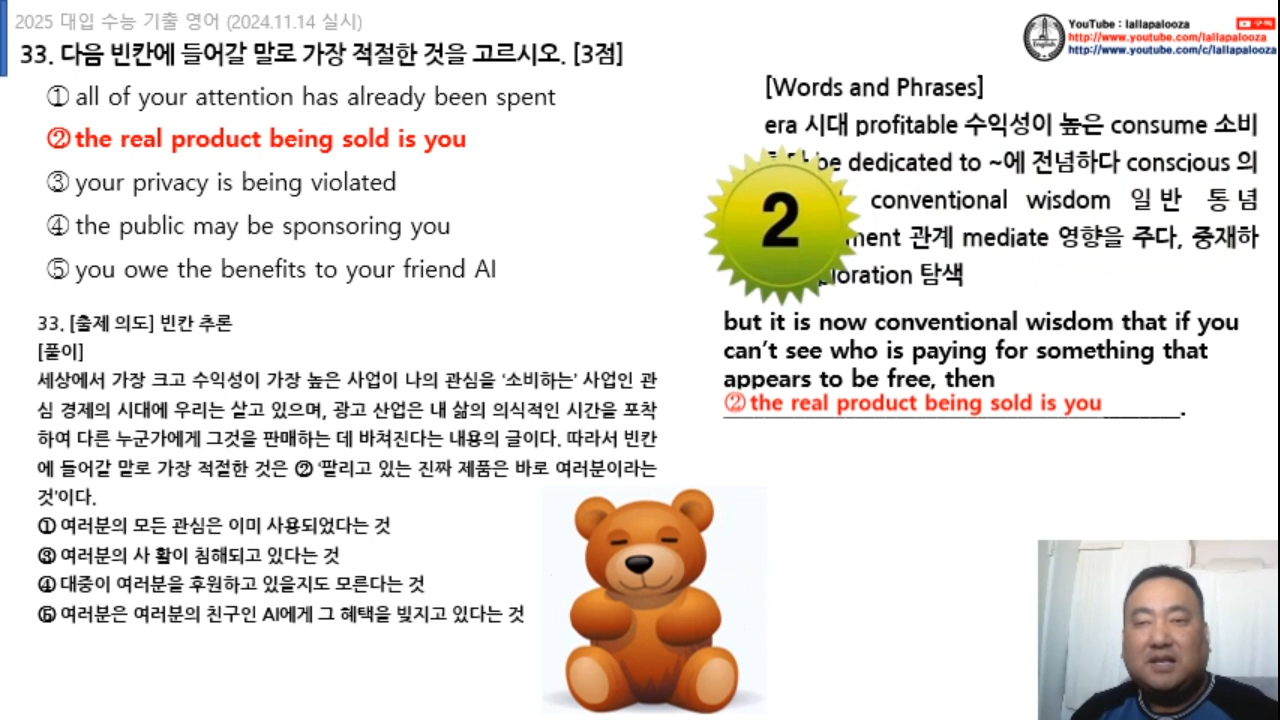 2025 대입 수능 기출 영어 (2024.11.14 실시)
33. 다음 빈칸에 들어갈 말로 가장 적절한 것을 고르시오. [3점]
① all of your attention has already been spent
② the real product being sold is you
③ your privacy is being violated
④ the public may be sponsoring you
⑤ you owe the benefits to your friend AI
33. [출제 의도] 빈칸 추론
[풀이]
세상에서 가장 크고 수익성이 가장 높은 사업이 나의 관심을 ‘소비하는’ 사업인 관
심 경제의 시대에 우리는 살고 있으며, 광고 산업은 내 삶의 의식적인 시간을 포착
하여 다른 누군가에게 그것을 판매하는 데 바쳐진다는 내용의 글이다. 따라서 빈칸
에 들어갈 말로 가장 적절한 것은 ② ‘팔리고 있는 진짜 제품은 바로 여러분이라는
것’이다.
① 여러분의 모든 관심은 이미 사용되었다는 것
③ 여러분의 사 활이 침해되고 있다는 것
④ 대중이 여러분을 후원하고 있을지도 모른다는 것
⑤ 여러분은 여러분의 친구인 AI에게 그 혜택을 빚지고 있다는 것
YouTube : lallapalooza
구독
http://www.youtube.com/lallapalooza
http://www.youtube.com/c/lallapalooza
English
[Words and Phrases]
era 시대 profitable 수익성이 높은 consume 소비
be dedicated to ~에 전념하다 conscious 의
conventional wisdom 일반 통념
ment 관계 mediate 영향을 주다, 중재하
loration 탐색
2
but it is now conventional wisdom that if you
can’t see who is paying for something that
appears to be free, then
② the real product being sold is you________.